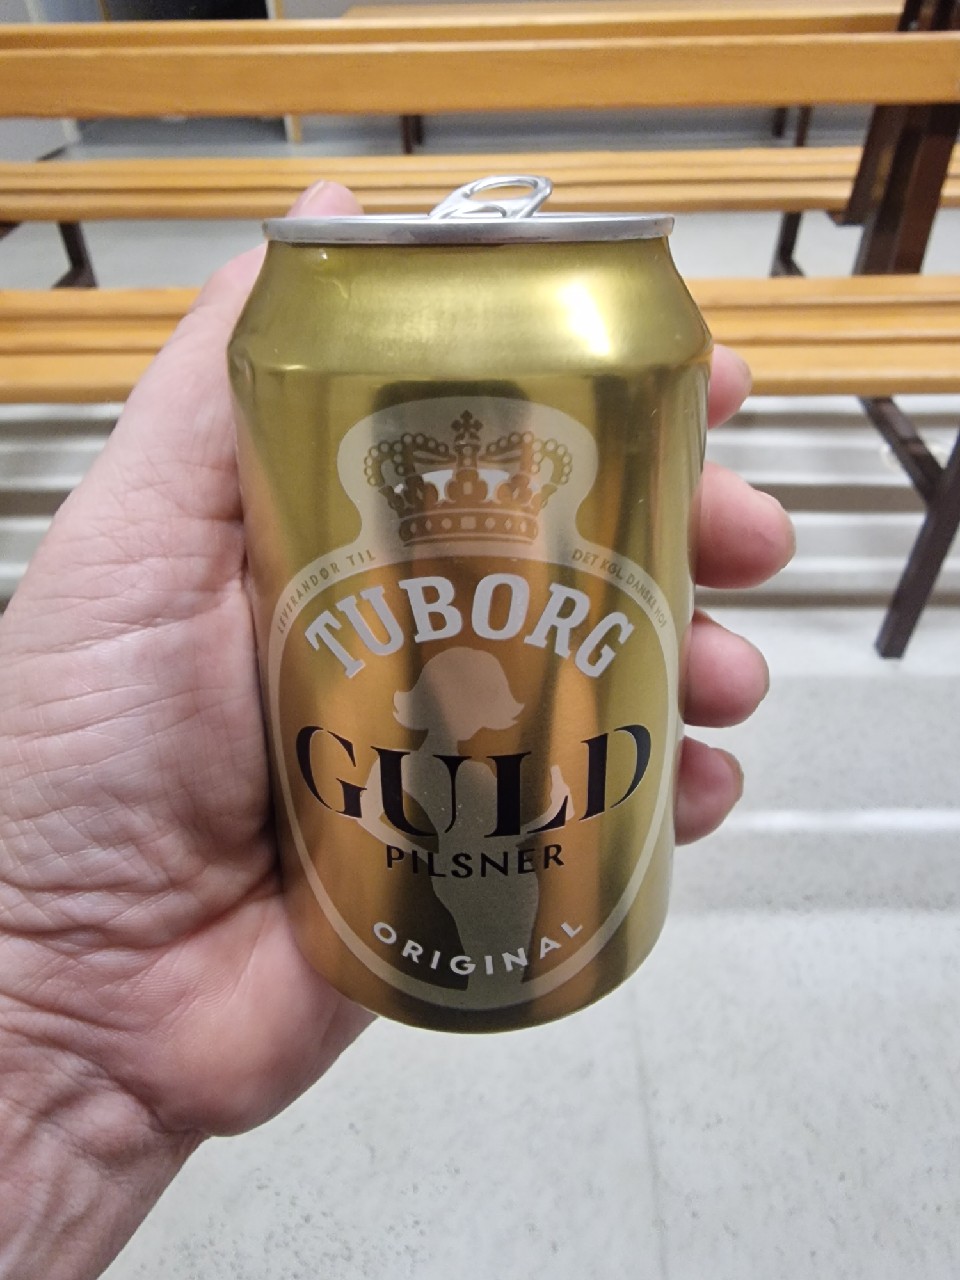 LEVERANDØR TIL DET KGL. DANSKE HOF
TUBORG
GULD
PILSNER
ORIGINAL